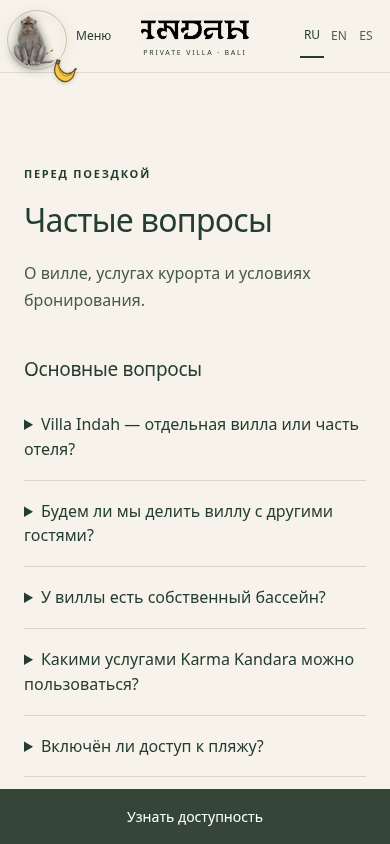 Меню
INDAH
PRIVATE VILLA · BALI
RU EN ES
ПЕРЕД ПОЕЗДКОЙ
Частые вопросы
О вилле, услугах курорта и условиях
бронирования.
Основные вопросы
Villa Indah — отдельная вилла или часть
отеля?
Будем ли мы делить виллу с другими
гостями?
У виллы есть собственный бассейн?
Какими услугами Karma Kandara можно
пользоваться?
Включён ли доступ к пляжу?
Узнать доступность